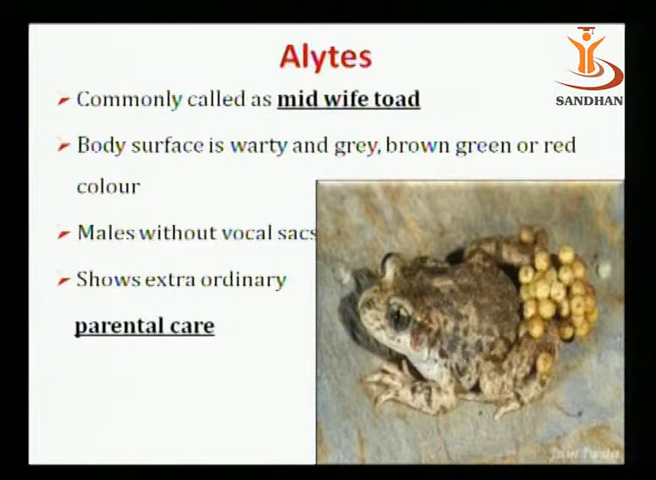 Alytes
SANDHAN
Commonly called as mid wife toad
Body surface is warty and grey, brown green or red
colour
Males without vocal sacs
Shows extra ordinary
parental care